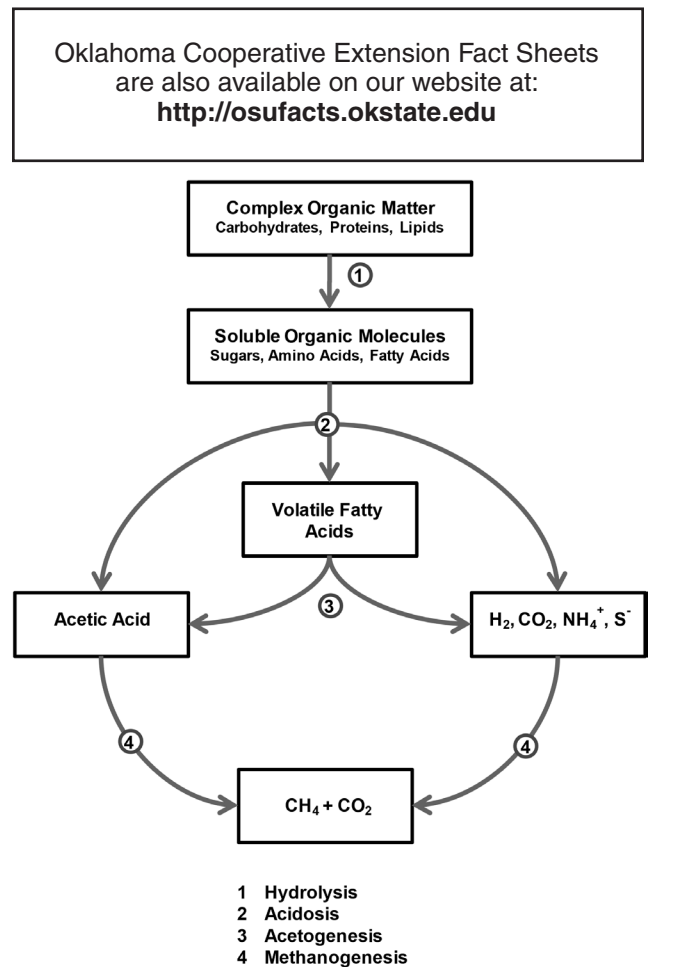 Oklahoma Cooperative Extension Fact Sheets
are also available on our website at:
http://osufacts.okstate.edu
Complex Organic Matter
Carbohydrates, Proteins, Lipids
1
Soluble Organic Molecules
Sugars, Amino Acids, Fatty Acids
2
Volatile Fatty
Acids
3
Acetic Acid
H₂, CO₂, NH₄⁺, S⁻
4
4
CH₄ + CO₂
1 Hydrolysis
2 Acidosis
3 Acetogenesis
4 Methanogenesis